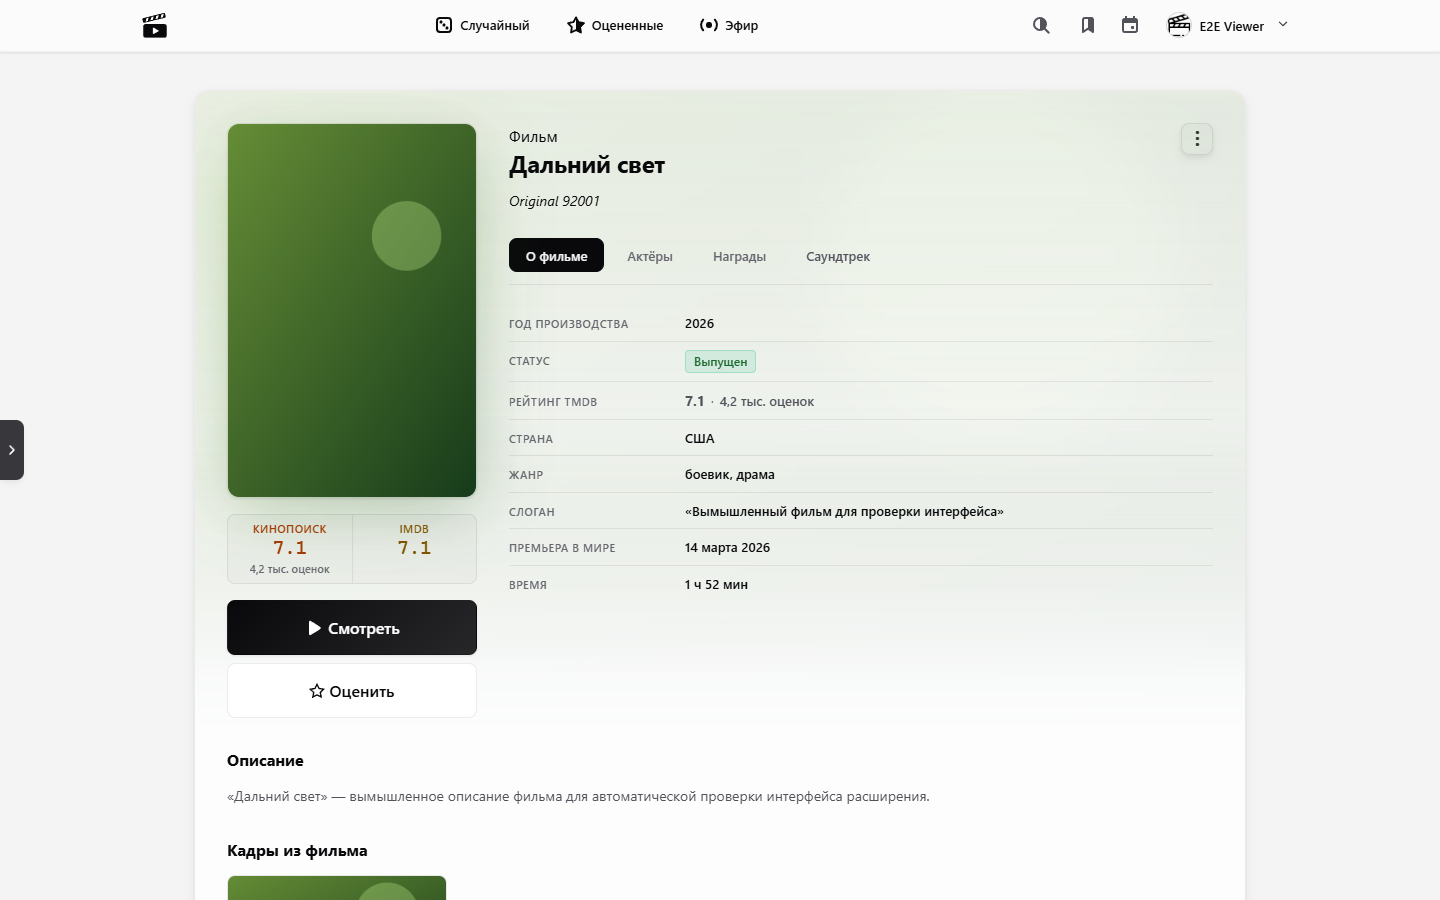 Случайный
Оцененные
Эфир
E2E Viewer
Фильм
Дальний свет
Original 92001
О фильме
Актёры
Награды
Саундтрек
ГОД ПРОИЗВОДСТВА
2026
СТАТУС
Выпущен
РЕЙТИНГ TMDB
7.1 · 4,2 тыс. оценок
СТРАНА
США
ЖАНР
боевик, драма
СЛОГАН
«Вымышленный фильм для проверки интерфейса»
ПРЕМЬЕРА В МИРЕ
14 марта 2026
ВРЕМЯ
1 ч 52 мин
КИНОПОИСК
7.1
4,2 тыс. оценок
IMDB
7.1
Смотреть
Оценить
Описание
«Дальний свет» — вымышленное описание фильма для автоматической проверки интерфейса расширения.
Кадры из фильма